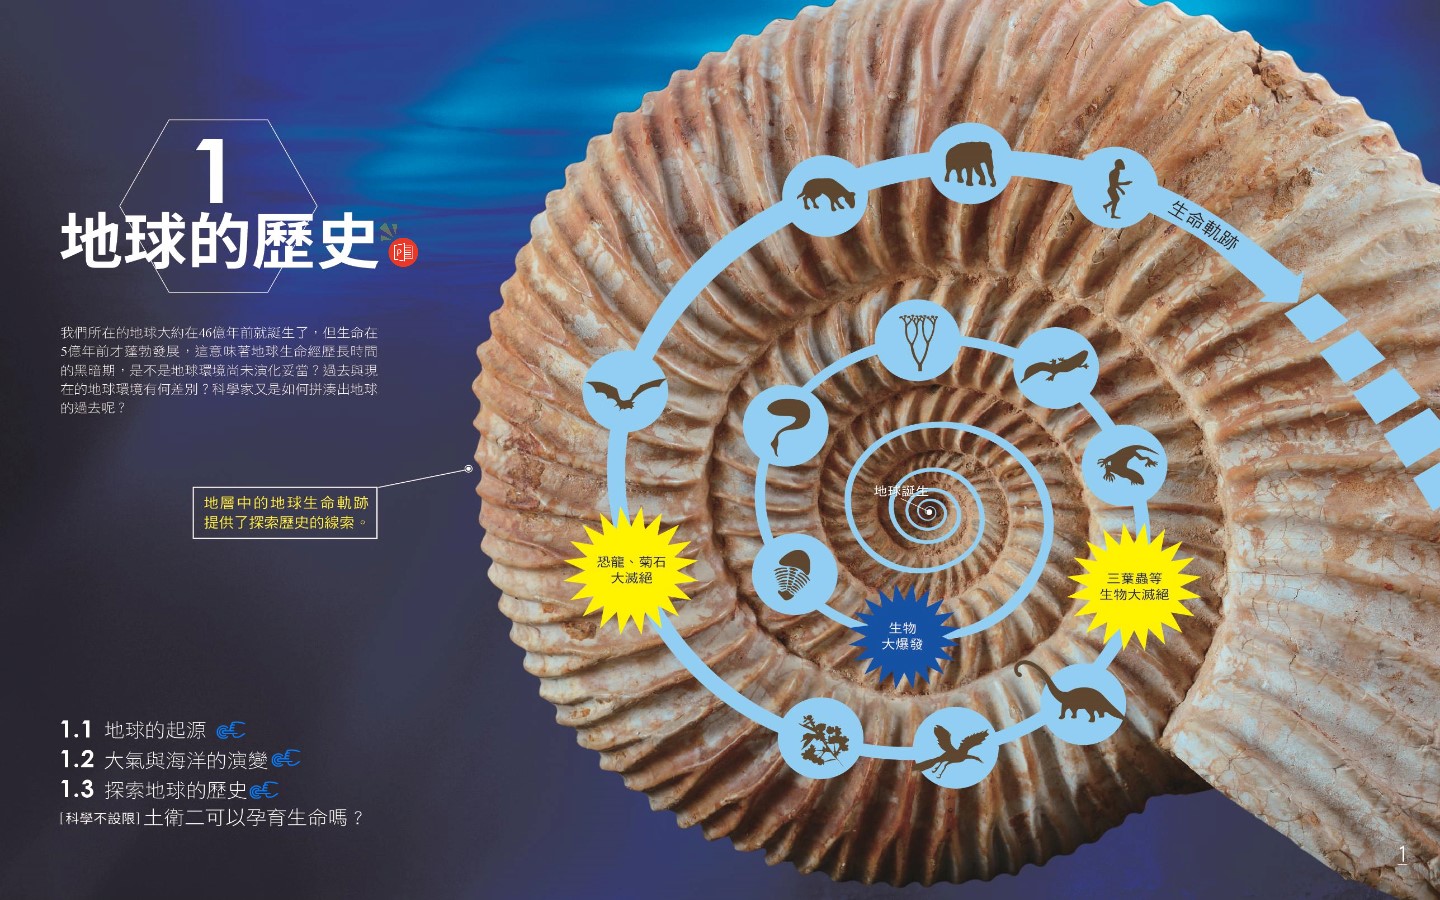 1
地球的歷史
我們所在的地球大約在46億年前就誕生了，但生命在
5億年前才蓬勃發展，這意味著地球生命經歷長時間
的黑暗期，是不是地球環境尚未演化妥當？過去與現
在的地球環境有何差別？科學家又是如何拼湊出地球
的過去呢？
地層中的地球生命軌跡
提供了探索歷史的線索。
1.1 地球的起源
1.2 大氣與海洋的演變
1.3 探索地球的歷史
[科學不設限] 土衛二可以孕育生命嗎？
生命軌跡
地球誕生
恐龍、菊石
大滅絕
生物
大爆發
三葉蟲等
生物大滅絕
1